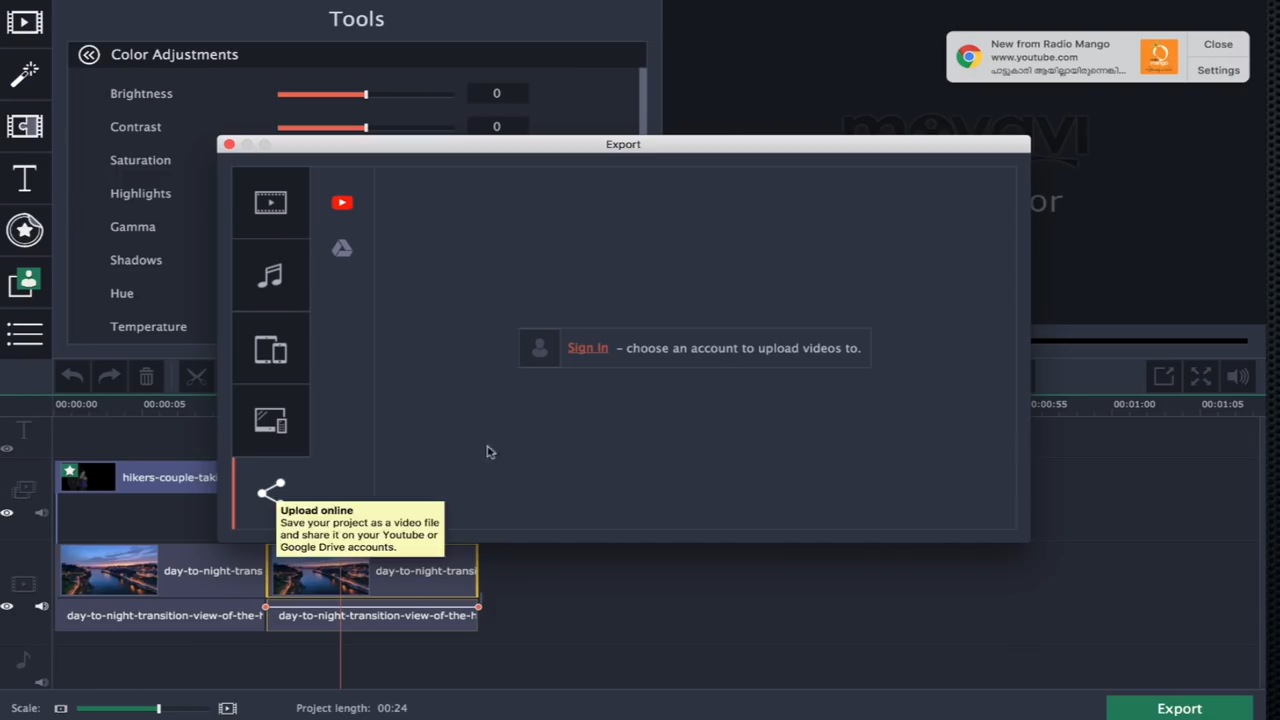 Tools
Color Adjustments
Brightness
0
Contrast
0
Saturation
Highlights
Gamma
Shadows
Hue
Temperature
New from Radio Mango
www.youtube.com
പാട്ടുകാരി ആയില്ലായിരുന്നെങ്കി...
Close
Settings
mango
movavi
or
Export
Sign In – choose an account to upload videos to.
Upload online
Save your project as a video file
and share it on your Youtube or
Google Drive accounts.
00:00:00
00:00:05
00:00:55
00:01:00
00:01:05
hikers-couple-taki
day-to-night-trans
day-to-night-transi
day-to-night-transition-view-of-the-h
day-to-night-transition-view-of-the-h
Scale:
Project length: 00:24
Export